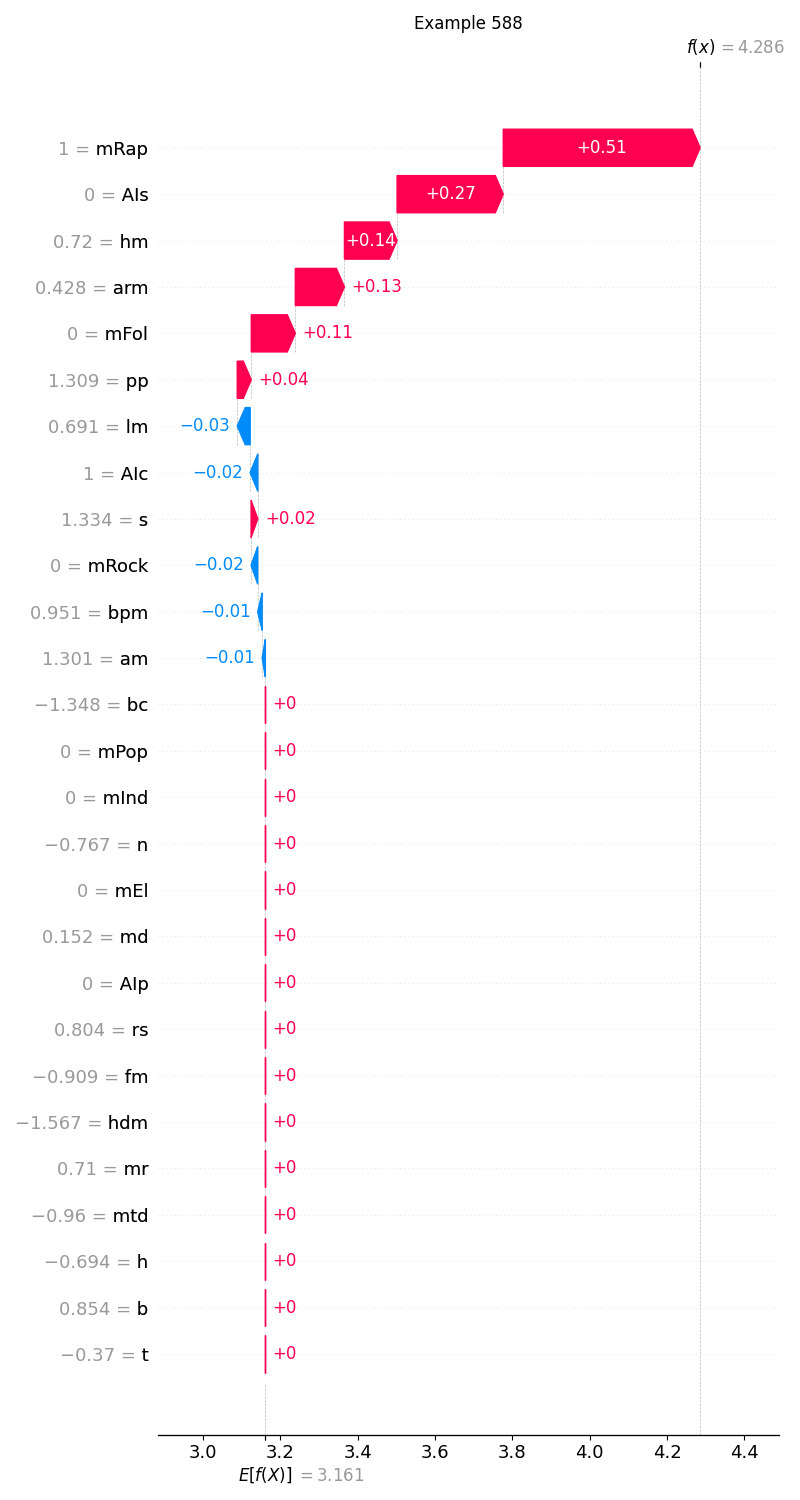 Example 588
f(x) = 4.286
1 = mRap
+0.51
0 = AIs
+0.27
0.72 = hm
+0.14
0.428 = arm
+0.13
0 = mFol
+0.11
1.309 = pp
+0.04
0.691 = lm
−0.03
1 = AIc
−0.02
1.334 = s
+0.02
0 = mRock
−0.02
0.951 = bpm
−0.01
1.301 = am
−0.01
−1.348 = bc
+0
0 = mPop
+0
0 = mInd
+0
−0.767 = n
+0
0 = mEl
+0
0.152 = md
+0
0 = AIp
+0
0.804 = rs
+0
−0.909 = fm
+0
−1.567 = hdm
+0
0.71 = mr
+0
−0.96 = mtd
+0
−0.694 = h
+0
0.854 = b
+0
−0.37 = t
+0
3.0 3.2 3.4 3.6 3.8 4.0 4.2 4.4
E[f(X)] = 3.161